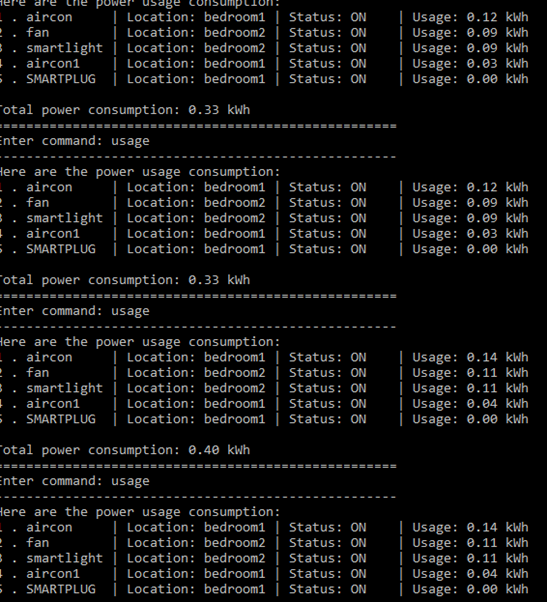 Here are the power usage consumption:
1 . aircon | Location: bedroom1 | Status: ON | Usage: 0.12 kWh
2 . fan | Location: bedroom2 | Status: ON | Usage: 0.09 kWh
3 . smartlight | Location: bedroom2 | Status: ON | Usage: 0.09 kWh
4 . aircon1 | Location: bedroom1 | Status: ON | Usage: 0.03 kWh
5 . SMARTPLUG | Location: bedroom1 | Status: ON | Usage: 0.00 kWh
Total power consumption: 0.33 kWh
==================================================
Enter command: usage
--------------------------------------------------
Here are the power usage consumption:
1 . aircon | Location: bedroom1 | Status: ON | Usage: 0.12 kWh
2 . fan | Location: bedroom2 | Status: ON | Usage: 0.09 kWh
3 . smartlight | Location: bedroom2 | Status: ON | Usage: 0.09 kWh
4 . aircon1 | Location: bedroom1 | Status: ON | Usage: 0.03 kWh
5 . SMARTPLUG | Location: bedroom1 | Status: ON | Usage: 0.00 kWh
Total power consumption: 0.33 kWh
==================================================
Enter command: usage
--------------------------------------------------
Here are the power usage consumption:
1 . aircon | Location: bedroom1 | Status: ON | Usage: 0.14 kWh
2 . fan | Location: bedroom2 | Status: ON | Usage: 0.11 kWh
3 . smartlight | Location: bedroom2 | Status: ON | Usage: 0.11 kWh
4 . aircon1 | Location: bedroom1 | Status: ON | Usage: 0.04 kWh
5 . SMARTPLUG | Location: bedroom1 | Status: ON | Usage: 0.00 kWh
Total power consumption: 0.40 kWh
==================================================
Enter command: usage
--------------------------------------------------
Here are the power usage consumption:
1 . aircon | Location: bedroom1 | Status: ON | Usage: 0.14 kWh
2 . fan | Location: bedroom2 | Status: ON | Usage: 0.11 kWh
3 . smartlight | Location: bedroom2 | Status: ON | Usage: 0.11 kWh
4 . aircon1 | Location: bedroom1 | Status: ON | Usage: 0.04 kWh
5 . SMARTPLUG | Location: bedroom1 | Status: ON | Usage: 0.00 kWh